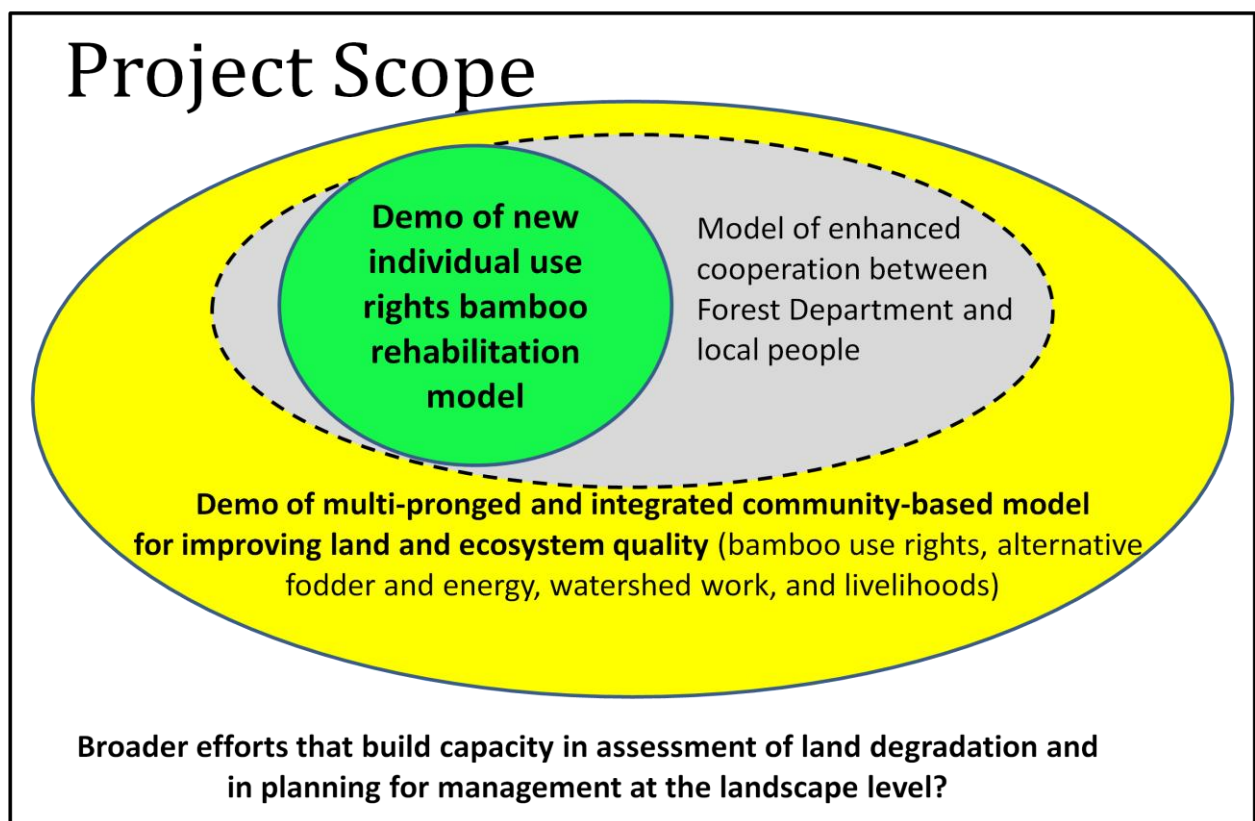 Project Scope
Demo of new
individual use
rights bamboo
rehabilitation
model
Model of enhanced
cooperation between
Forest Department and
local people
Demo of multi-pronged and integrated community-based model
for improving land and ecosystem quality (bamboo use rights, alternative
fodder and energy, watershed work, and livelihoods)
Broader efforts that build capacity in assessment of land degradation and
in planning for management at the landscape level?